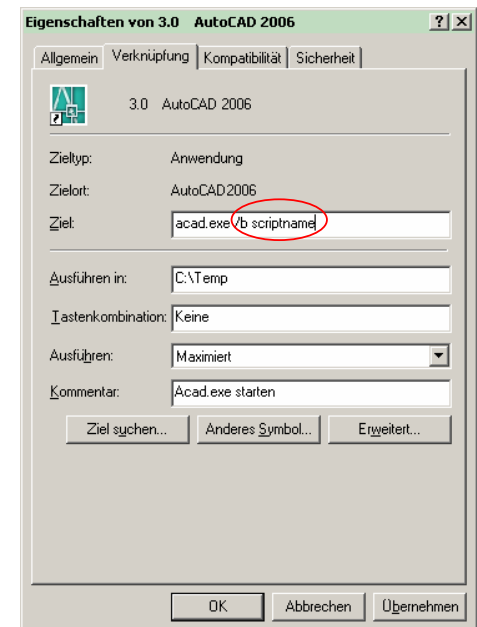 Eigenschaften von 3.0 AutoCAD 2006
Allgemein Verknüpfung Kompatibilität Sicherheit
3.0 AutoCAD 2006
Zieltyp: Anwendung
Zielort: AutoCAD2006
Ziel: acad.exe /b scriptname
Ausführen in: C:\Temp
Tastenkombination: Keine
Ausführen: Maximiert
Kommentar: Acad.exe starten
Ziel suchen... Anderes Symbol... Erweitert...
OK Abbrechen Übernehmen